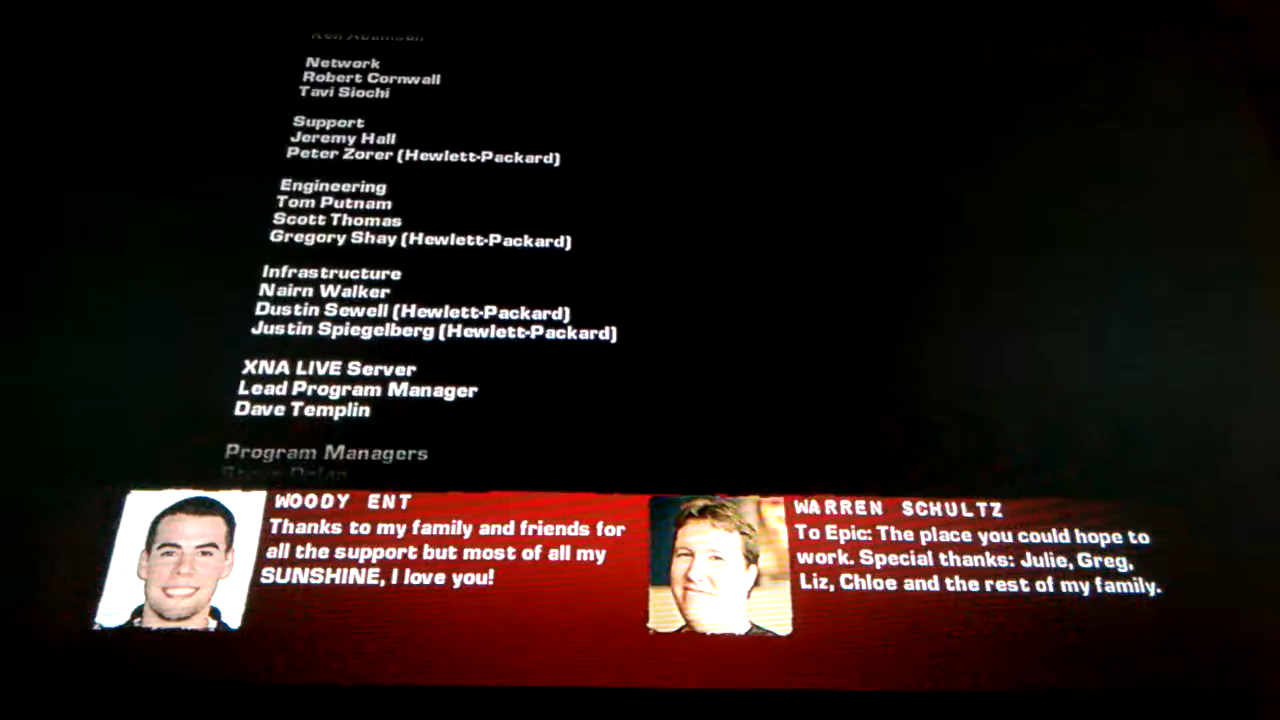 Network
Robert Cornwall
Tavi Siochi
Support
Jeremy Hall
Peter Zorer (Hewlett-Packard)
Engineering
Tom Putnam
Scott Thomas
Gregory Shay (Hewlett-Packard)
Infrastructure
Nairn Walker
Dustin Sewell (Hewlett-Packard)
Justin Spiegelberg (Hewlett-Packard)
XNA LIVE Server
Lead Program Manager
Dave Templin
Program Managers
WOODY ENT
Thanks to my family and friends for
all the support but most of all my
SUNSHINE, I love you!
WARREN SCHULTZ
To Epic: The place you could hope to
work. Special thanks: Julie, Greg,
Liz, Chloe and the rest of my family.